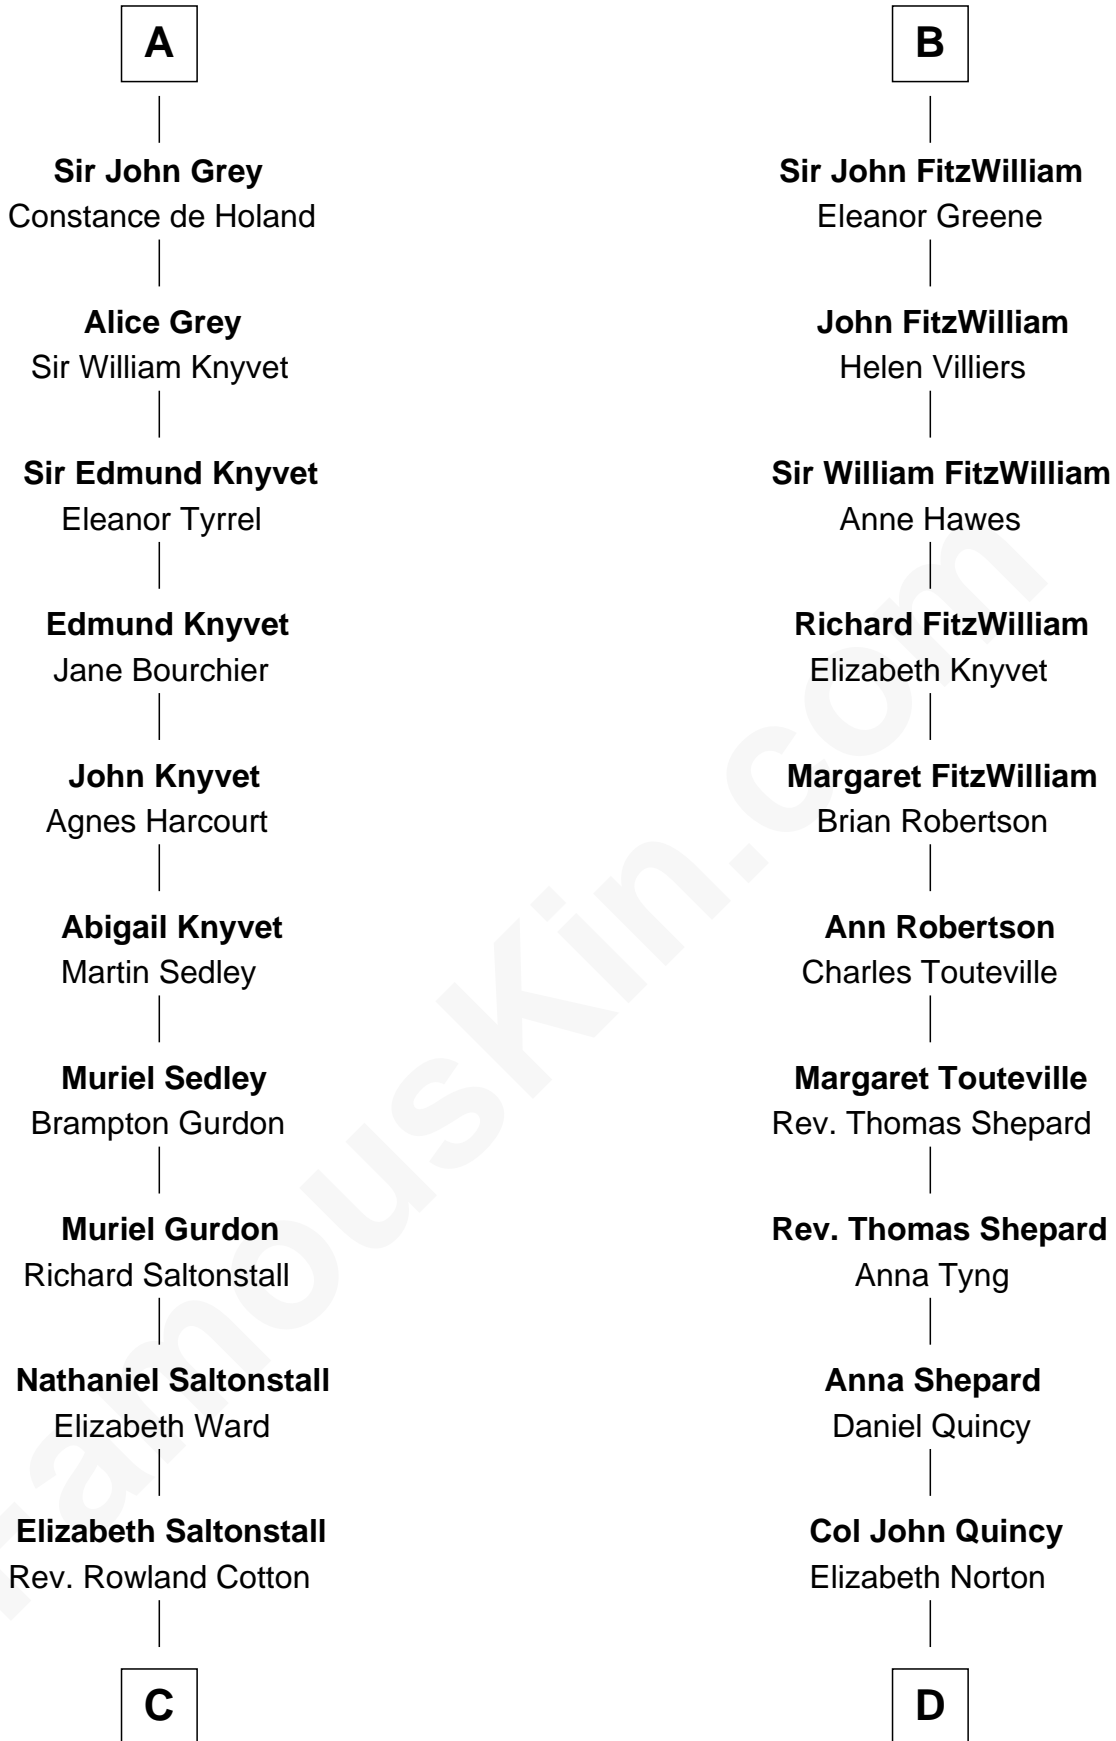 A
Sir John Grey
Constance de Holand
Alice Grey
Sir William Knyvet
Sir Edmund Knyvet
Eleanor Tyrrel
Edmund Knyvet
Jane Bourchier
John Knyvet
Agnes Harcourt
Abigail Knyvet
Martin Sedley
Muriel Sedley
Brampton Gurdon
Muriel Gurdon
Richard Saltonstall
Nathaniel Saltonstall
Elizabeth Ward
Elizabeth Saltonstall
Rev. Rowland Cotton
C
B
Sir John FitzWilliam
Eleanor Greene
John FitzWilliam
Helen Villiers
Sir William FitzWilliam
Anne Hawes
Richard FitzWilliam
Elizabeth Knyvet
Margaret FitzWilliam
Brian Robertson
Ann Robertson
Charles Touteville
Margaret Touteville
Rev. Thomas Shepard
Rev. Thomas Shepard
Anna Tyng
Anna Shepard
Daniel Quincy
Col John Quincy
Elizabeth Norton
D
FamousKin.com